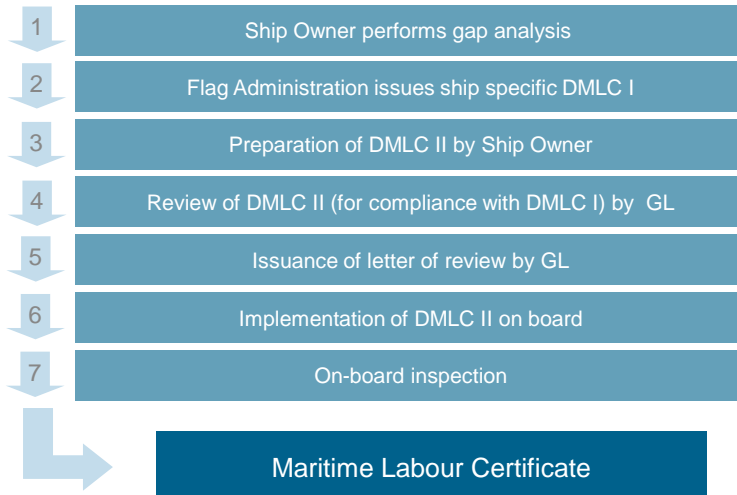 1 Ship Owner performs gap analysis
2 Flag Administration issues ship specific DMLC I
3 Preparation of DMLC II by Ship Owner
4 Review of DMLC II (for compliance with DMLC I) by GL
5 Issuance of letter of review by GL
6 Implementation of DMLC II on board
7 On-board inspection
Maritime Labour Certificate